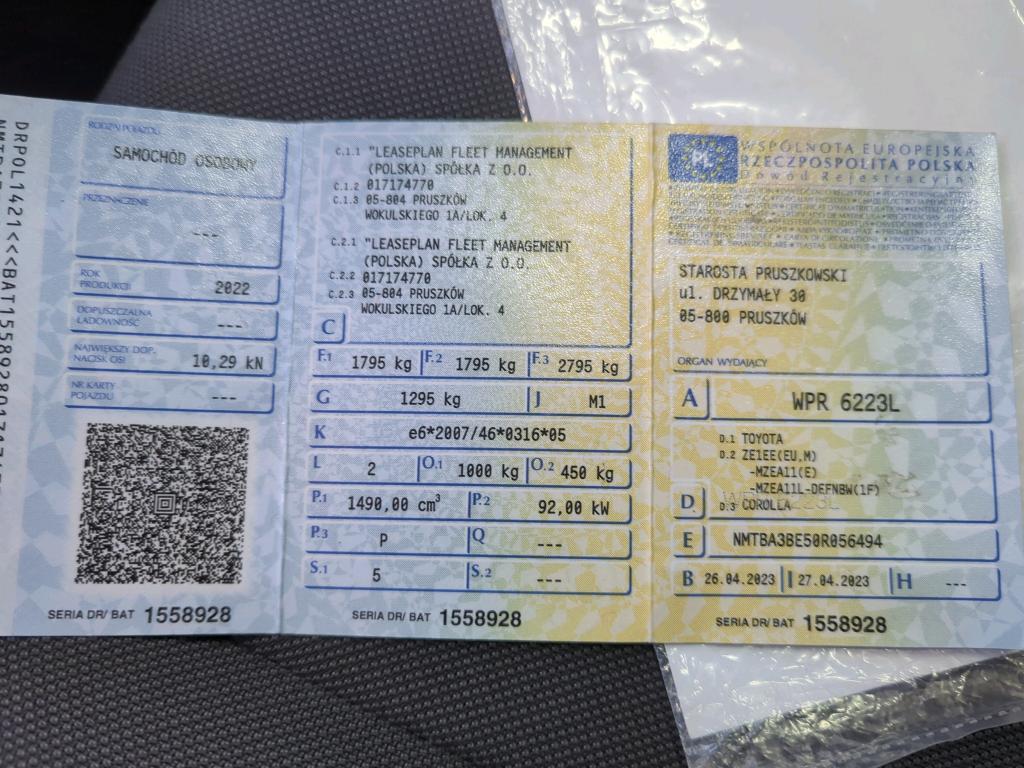 DRPOL1421<<BAT1558928
RODZAJ POJAZDU
SAMOCHÓD OSOBOWY
PRZEZNACZENIE
---
ROK
PRODUKCJI
2022
DOPUSZCZALNA
ŁADOWNOŚĆ
---
NAJWIĘKSZY DOP.
NACISK OSI
10,29 kN
NR KARTY
POJAZDU
---
SERIA DR/ BAT 1558928
C.1.1 "LEASEPLAN FLEET MANAGEMENT
(POLSKA) SPÓŁKA Z O.O.
C.1.2 017174770
C.1.3 05-804 PRUSZKÓW
WOKULSKIEGO 1A/LOK. 4
C.2.1 "LEASEPLAN FLEET MANAGEMENT
(POLSKA) SPÓŁKA Z O.O.
C.2.2 017174770
C.2.3 05-804 PRUSZKÓW
WOKULSKIEGO 1A/LOK. 4
C
F.1 1795 kg F.2 1795 kg F.3 2795 kg
G 1295 kg J M1
K e6*2007/46*0316*05
L 2 O.1 1000 kg O.2 450 kg
P.1 1490,00 cm³ P.2 92,00 kW
P.3 P Q ---
S.1 5 S.2 ---
SERIA DR/ BAT 1558928
PL
WSPÓLNOTA EUROPEJSKA
RZECZPOSPOLITA POLSKA
Dowód Rejestracyjny
STAROSTA PRUSZKOWSKI
ul. DRZYMAŁY 30
05-800 PRUSZKÓW
ORGAN WYDAJĄCY
A WPR 6223L
D.1 TOYOTA
D.2 ZE1EE(EU,M)
-MZEA11(E)
-MZEA11L-DEFNBW(1F)
D D.3 COROLLA
E NMTBA3BE50R056494
B 26.04.2023 I 27.04.2023 H ---
SERIA DR/ BAT 1558928